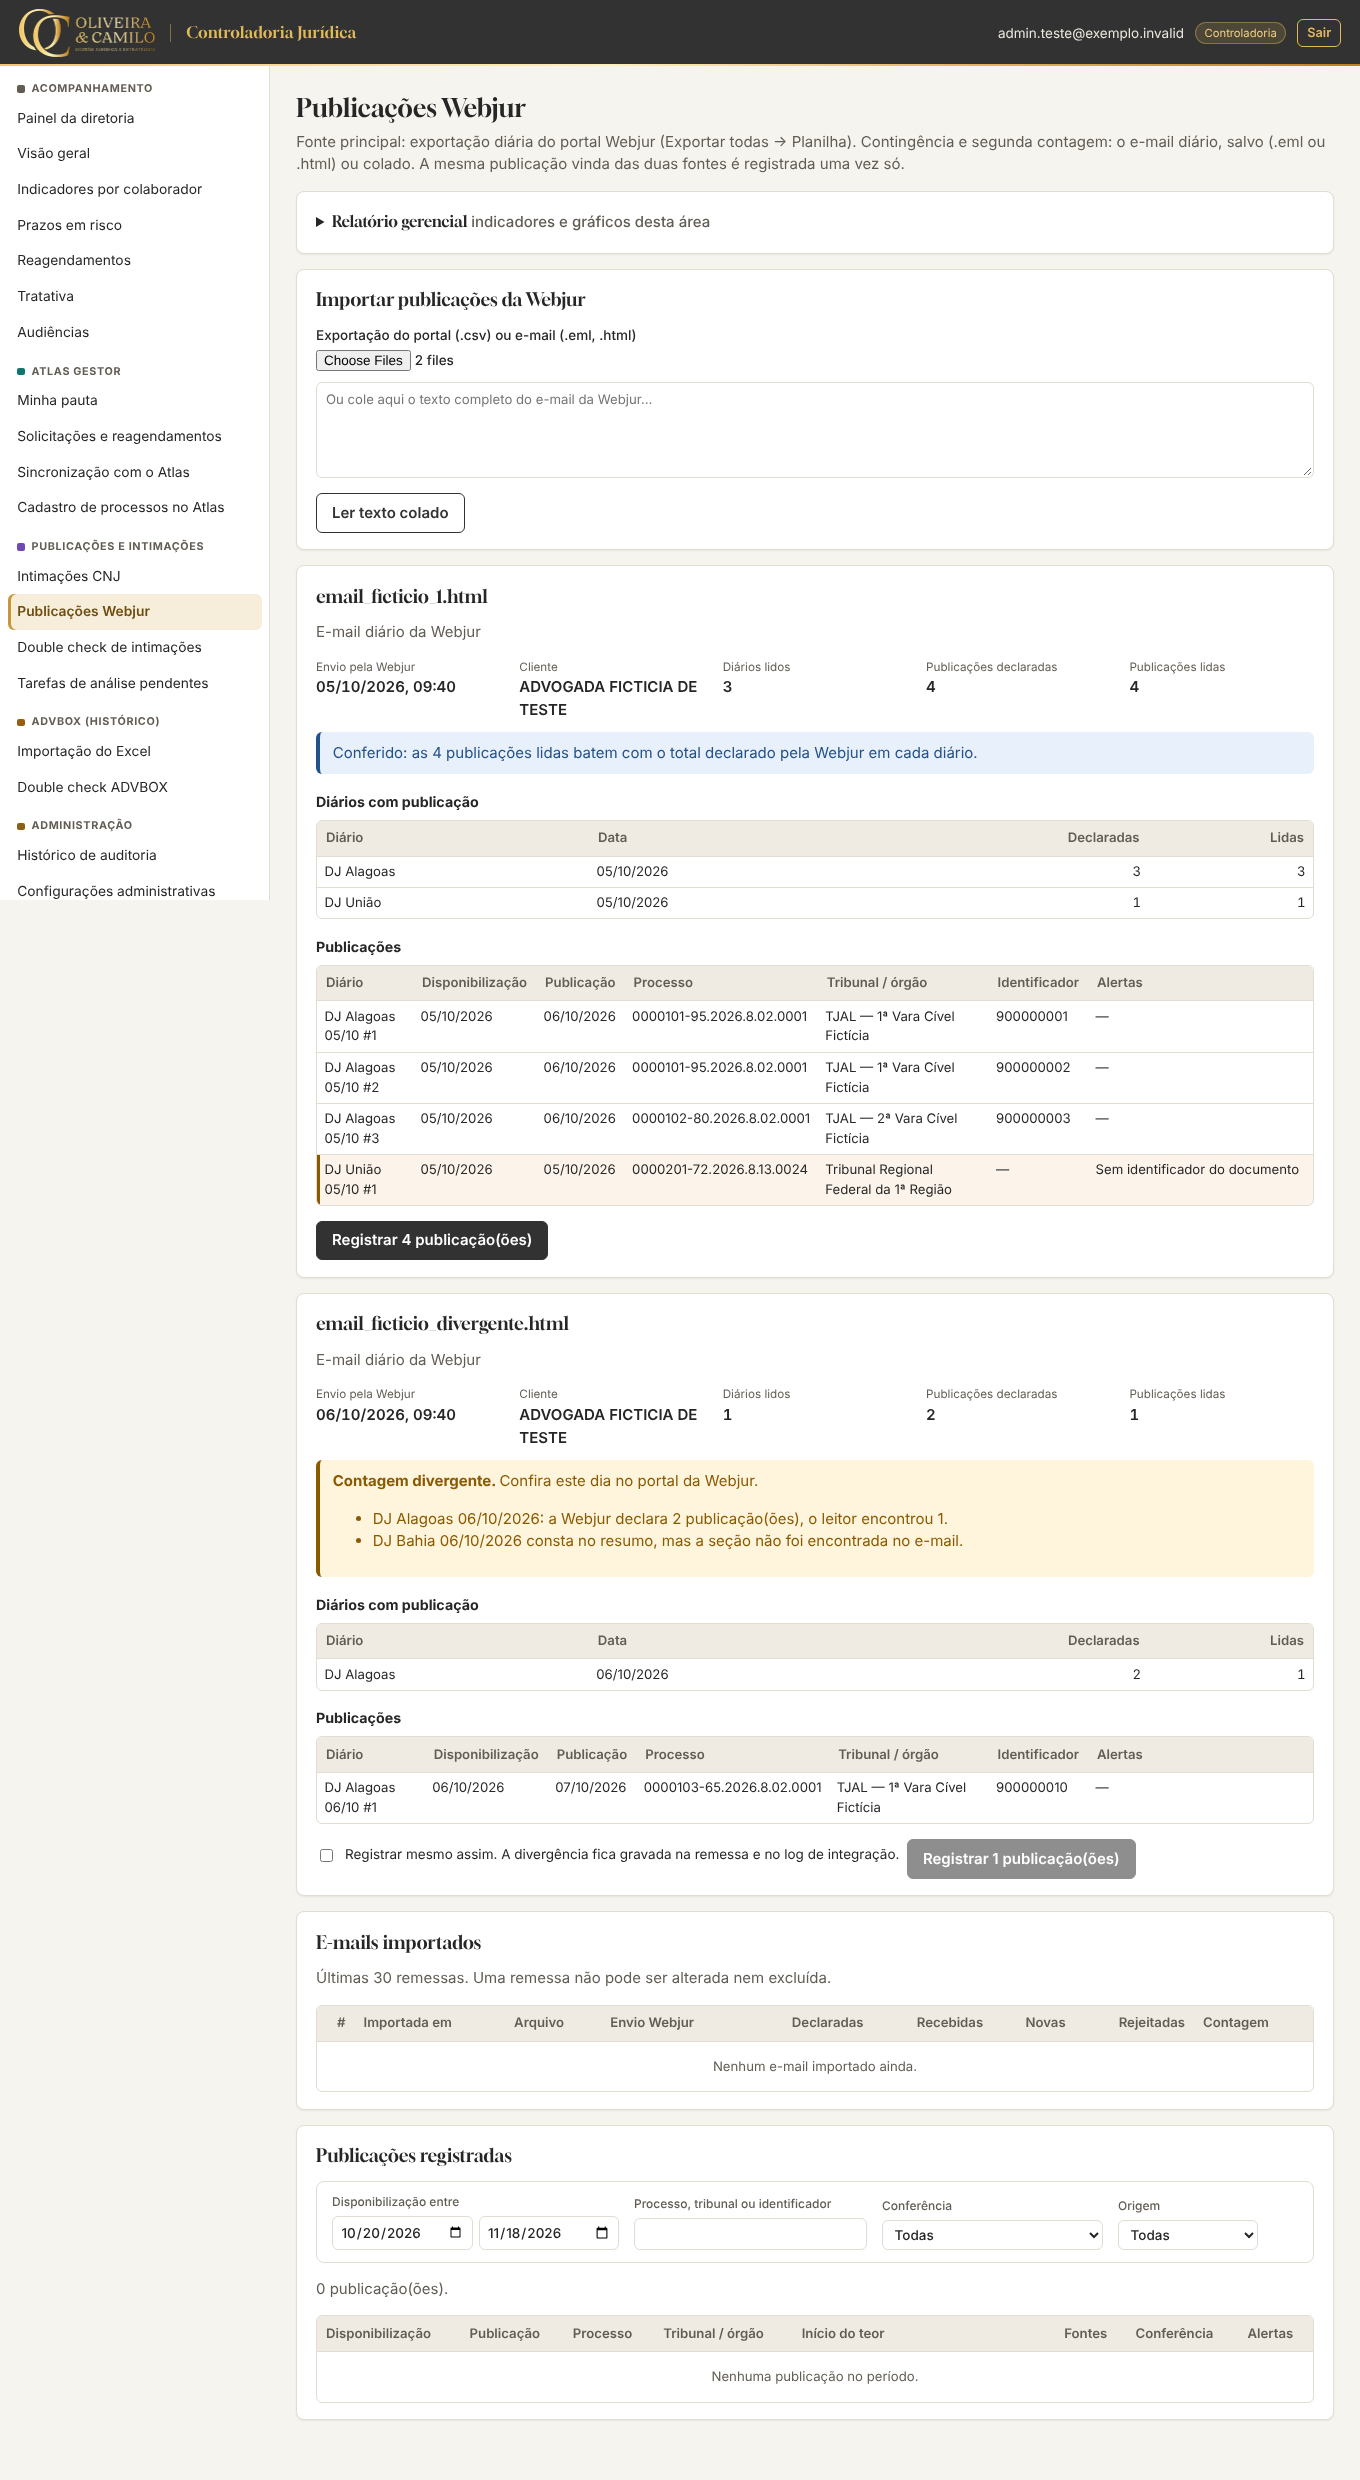 OLIVEIRA
& CAMILO
Controladoria Jurídica
admin.teste@exemplo.invalid
Controladoria
Sair
ACOMPANHAMENTO
Painel da diretoria
Visão geral
Indicadores por colaborador
Prazos em risco
Reagendamentos
Tratativa
Audiências
ATLAS GESTOR
Minha pauta
Solicitações e reagendamentos
Sincronização com o Atlas
Cadastro de processos no Atlas
PUBLICAÇÕES E INTIMAÇÕES
Intimações CNJ
Publicações Webjur
Double check de intimações
Tarefas de análise pendentes
ADVBOX (HISTÓRICO)
Importação do Excel
Double check ADVBOX
ADMINISTRAÇÃO
Histórico de auditoria
Configurações administrativas
Publicações Webjur
Fonte principal: exportação diária do portal Webjur (Exportar todas → Planilha). Contingência e segunda contagem: o e-mail diário, salvo (.eml ou
.html) ou colado. A mesma publicação vinda das duas fontes é registrada uma vez só.
▶ Relatório gerencial indicadores e gráficos desta área
Importar publicações da Webjur
Exportação do portal (.csv) ou e-mail (.eml, .html)
Choose Files 2 files
Ou cole aqui o texto completo do e-mail da Webjur...
Ler texto colado
email_ficticio_1.html
E-mail diário da Webjur
Envio pela Webjur Cliente Diários lidos Publicações declaradas Publicações lidas
05/10/2026, 09:40 ADVOGADA FICTICIA DE 3 4 4
TESTE
Conferido: as 4 publicações lidas batem com o total declarado pela Webjur em cada diário.
Diários com publicação
Diário Data Declaradas Lidas
DJ Alagoas 05/10/2026 3 3
DJ União 05/10/2026 1 1
Publicações
Diário Disponibilização Publicação Processo Tribunal / órgão Identificador Alertas
DJ Alagoas 05/10/2026 06/10/2026 0000101-95.2026.8.02.0001 TJAL — 1ª Vara Cível 900000001 —
05/10 #1 Fictícia
DJ Alagoas 05/10/2026 06/10/2026 0000101-95.2026.8.02.0001 TJAL — 1ª Vara Cível 900000002 —
05/10 #2 Fictícia
DJ Alagoas 05/10/2026 06/10/2026 0000102-80.2026.8.02.0001 TJAL — 2ª Vara Cível 900000003 —
05/10 #3 Fictícia
DJ União 05/10/2026 05/10/2026 0000201-72.2026.8.13.0024 Tribunal Regional — Sem identificador do documento
05/10 #1 Federal da 1ª Região
Registrar 4 publicação(ões)
email_ficticio_divergente.html
E-mail diário da Webjur
Envio pela Webjur Cliente Diários lidos Publicações declaradas Publicações lidas
06/10/2026, 09:40 ADVOGADA FICTICIA DE 1 2 1
TESTE
Contagem divergente. Confira este dia no portal da Webjur.
• DJ Alagoas 06/10/2026: a Webjur declara 2 publicação(ões), o leitor encontrou 1.
• DJ Bahia 06/10/2026 consta no resumo, mas a seção não foi encontrada no e-mail.
Diários com publicação
Diário Data Declaradas Lidas
DJ Alagoas 06/10/2026 2 1
Publicações
Diário Disponibilização Publicação Processo Tribunal / órgão Identificador Alertas
DJ Alagoas 06/10/2026 07/10/2026 0000103-65.2026.8.02.0001 TJAL — 1ª Vara Cível 900000010 —
06/10 #1 Fictícia
Registrar mesmo assim. A divergência fica gravada na remessa e no log de integração. Registrar 1 publicação(ões)
E-mails importados
Últimas 30 remessas. Uma remessa não pode ser alterada nem excluída.
# Importada em Arquivo Envio Webjur Declaradas Recebidas Novas Rejeitadas Contagem
Nenhum e-mail importado ainda.
Publicações registradas
Disponibilização entre Processo, tribunal ou identificador Conferência Origem
10/20/2026 11/18/2026 Todas Todas
0 publicação(ões).
Disponibilização Publicação Processo Tribunal / órgão Início do teor Fontes Conferência Alertas
Nenhuma publicação no período.